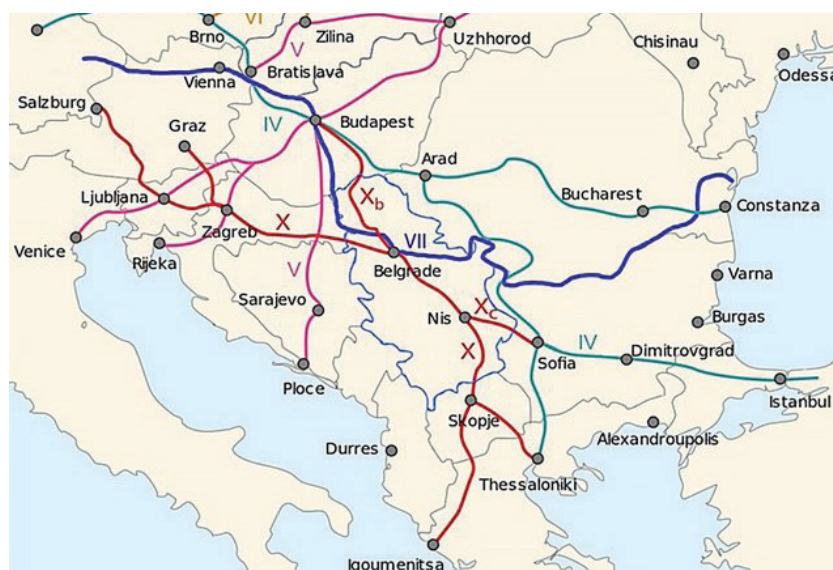 VI
Brno
Zilina
V
Uzhhorod
Chisinau
Odessa
Vienna
Bratislava
Salzburg
IV
Budapest
Graz
Arad
Ljubljana
Xb
Bucharest
Constanza
Zagreb
X
VII
Venice
Rijeka
Belgrade
V
Varna
Sarajevo
Nis
Xc
Burgas
X
Sofia
IV
Dimitrovgrad
Ploce
Istanbul
Skopje
Alexandroupolis
Durres
Thessaloniki
Igoumenitsa